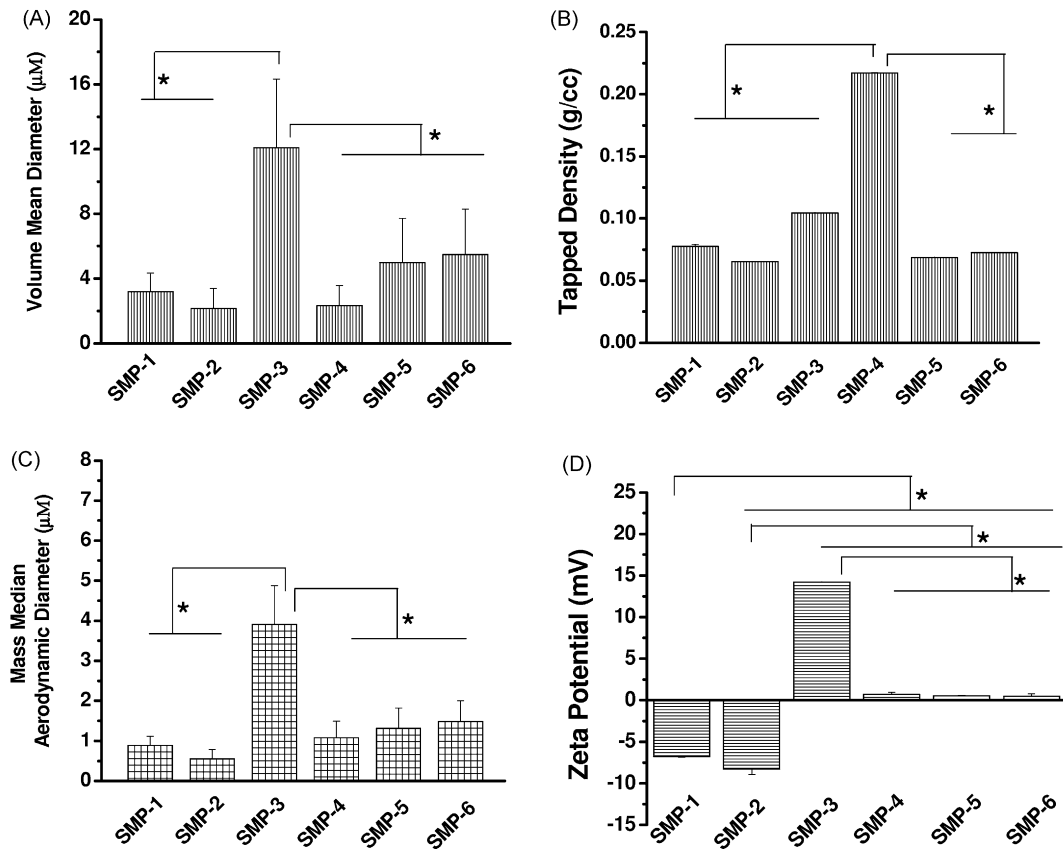 (A)
Volume Mean Diameter (µM)
20
16
12
8
4
0
*
*
SMP-1
SMP-2
SMP-3
SMP-4
SMP-5
SMP-6
(B)
Tapped Density (g/cc)
0.25
0.20
0.15
0.10
0.05
0.00
*
*
SMP-1
SMP-2
SMP-3
SMP-4
SMP-5
SMP-6
(C)
Mass Median
Aerodynamic Diameter (µM)
8
7
6
5
4
3
2
1
0
*
*
SMP-1
SMP-2
SMP-3
SMP-4
SMP-5
SMP-6
(D)
Zeta Potential (mV)
25
20
15
10
5
0
-5
-10
-15
*
*
*
SMP-1
SMP-2
SMP-3
SMP-4
SMP-5
SMP-6